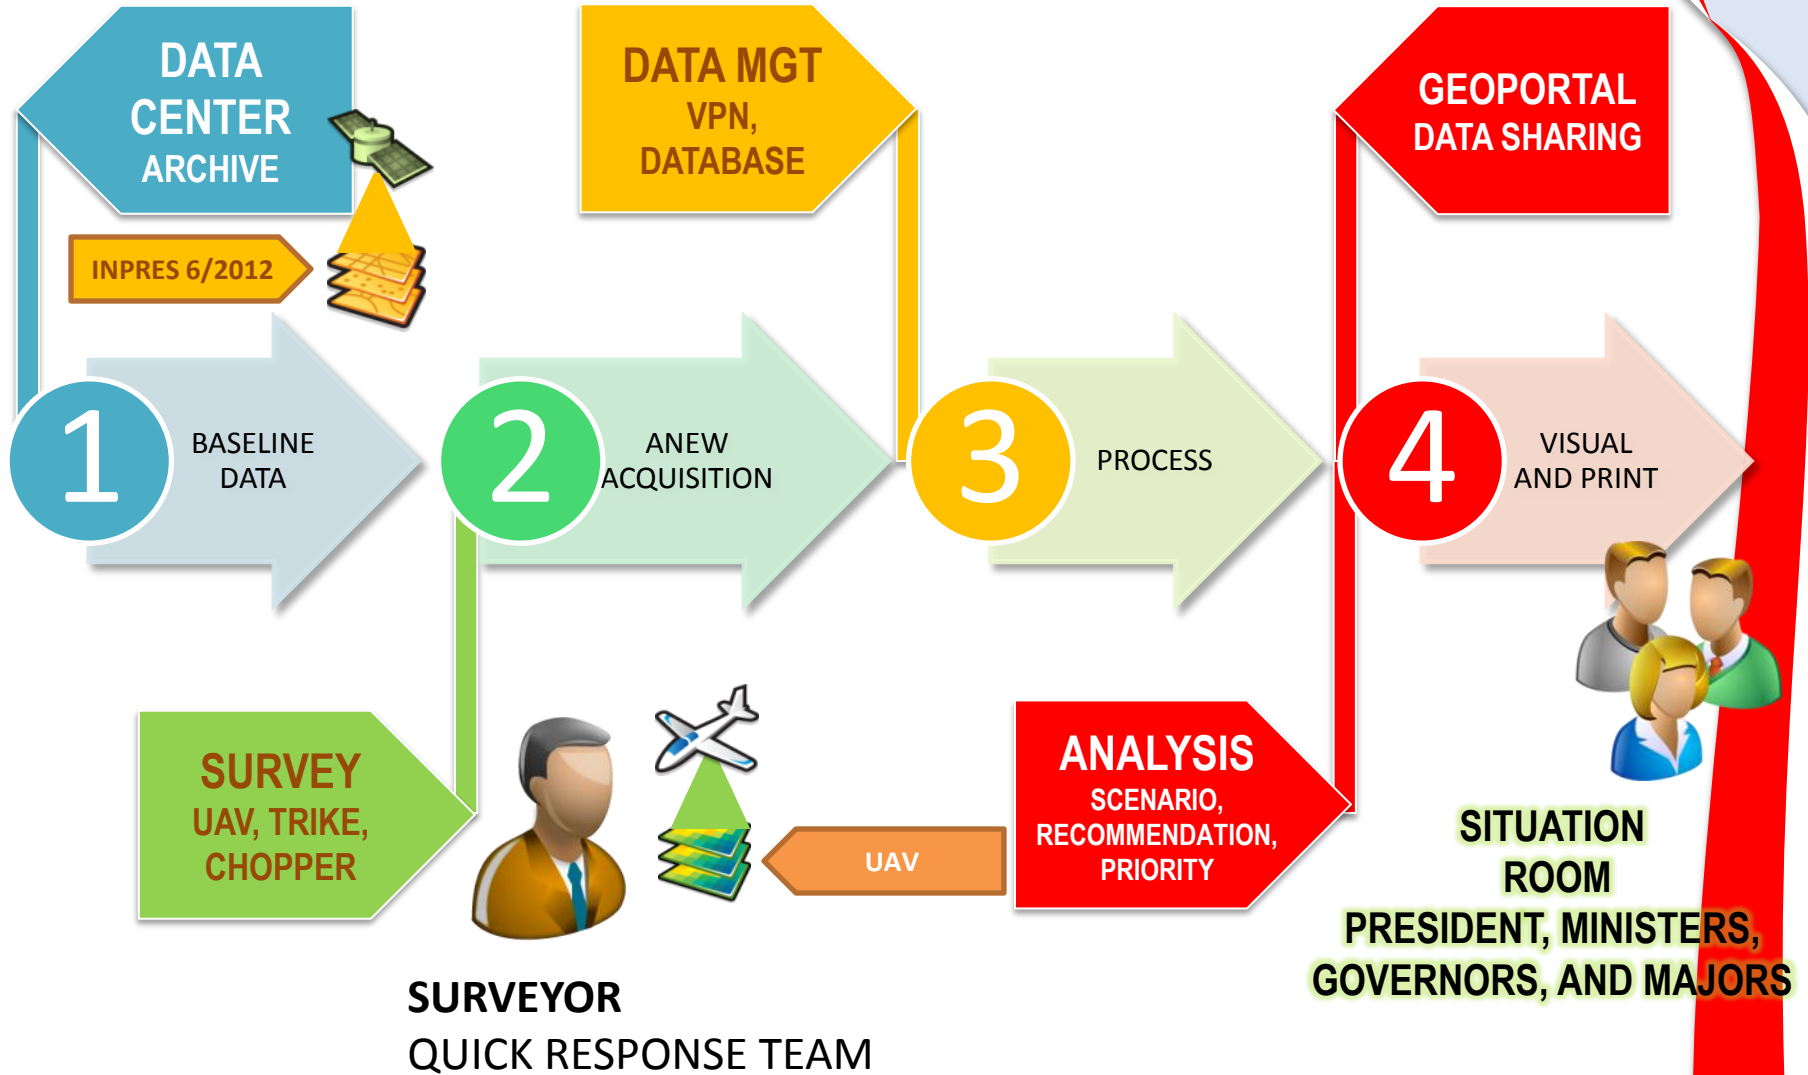 DATA
CENTER
ARCHIVE
DATA MGT
VPN,
DATABASE
GEOPORTAL
DATA SHARING
INPRES 6/2012
1
BASELINE
DATA
2
ANEW
ACQUISITION
3
PROCESS
4
VISUAL
AND PRINT
SURVEY
UAV, TRIKE,
CHOPPER
UAV
ANALYSIS
SCENARIO,
RECOMMENDATION,
PRIORITY
SITUATION
ROOM
PRESIDENT, MINISTERS,
GOVERNORS, AND MAJORS
SURVEYOR
QUICK RESPONSE TEAM